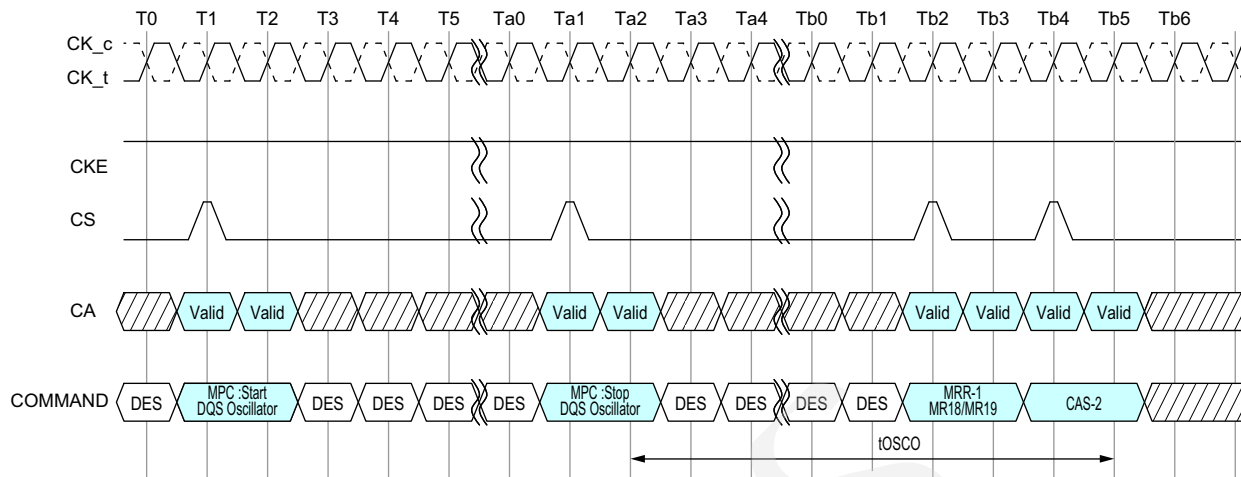 T0 T1 T2 T3 T4 T5 Ta0 Ta1 Ta2 Ta3 Ta4 Tb0 Tb1 Tb2 Tb3 Tb4 Tb5 Tb6
CK_c
CK_t
CKE
CS
CA Valid Valid Valid Valid Valid Valid Valid Valid
COMMAND DES MPC :Start DES DES DES DES MPC :Stop DES DES DES DES MRR-1 CAS-2
DQS Oscillator DQS Oscillator MR18/MR19
tOSCO